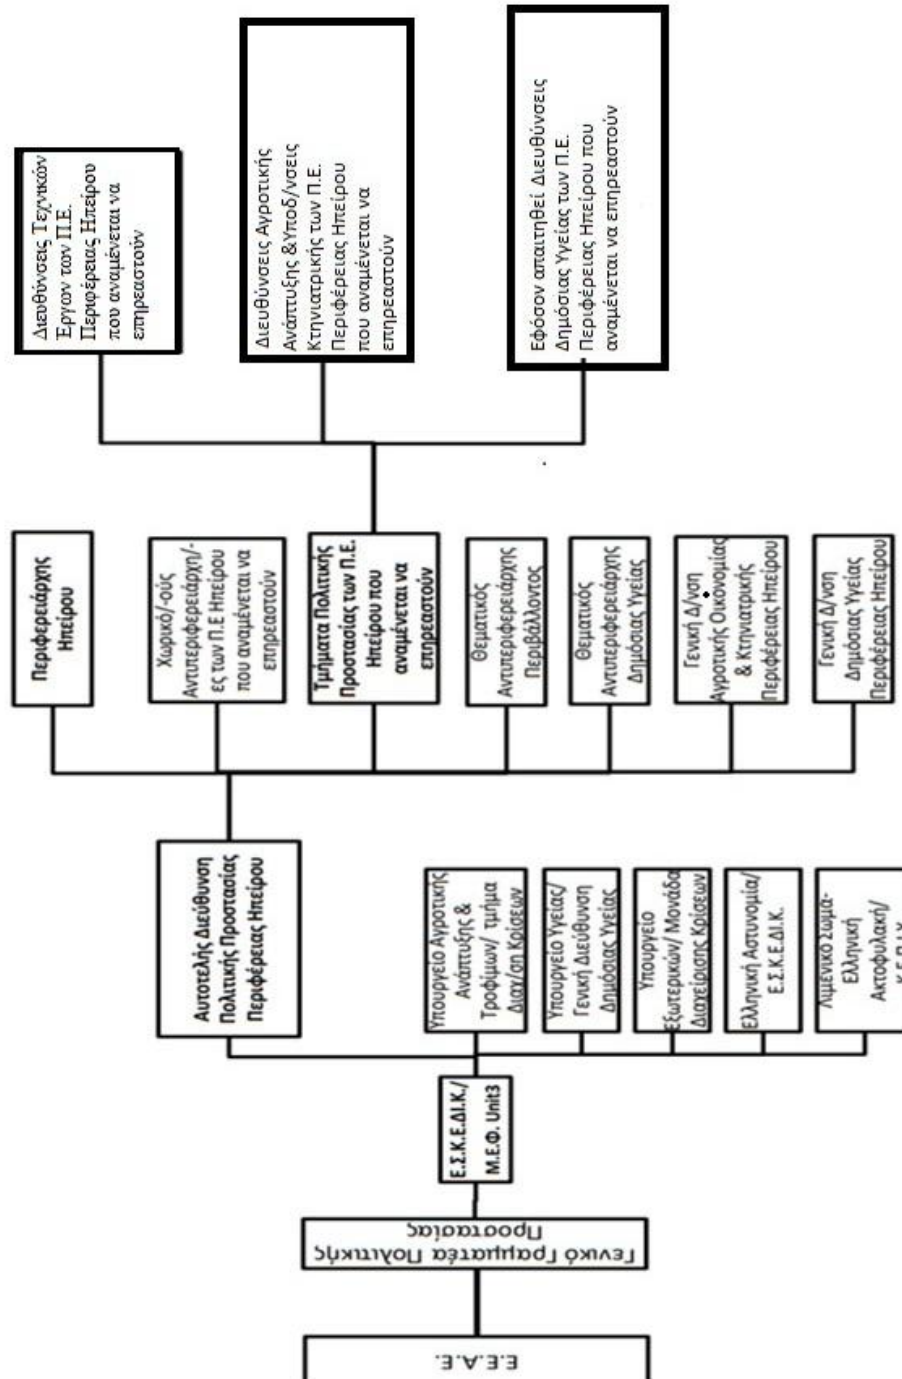 Ε.Ε.Α.Ε.
Γενικό Γραμματέα Πολιτικής
Προστασίας
Ε.Σ.Κ.Ε.ΔΙ.Κ./
Μ.Ε.Φ. Unit3
Αυτοτελής Διεύθυνση
Πολιτικής Προστασίας
Περιφέρειας Ηπείρου
Υπουργείο Αγροτικής
Ανάπτυξης &
Τροφίμων/ τμήμα
Διαχ/ση Κρίσεων
Υπουργείο Υγείας/
Γενική Διεύθυνση
Δημόσιας Υγείας
Υπουργείο
Εξωτερικών/ Μονάδα
Διαχείρισης Κρίσεων
Ελληνική Αστυνομία/
Ε.Σ.Κ.Ε.ΔΙ.Κ.
Λιμενικό Σωμα-
Ελληνική
Ακτοφυλακή/
Περιφερειάρχης
Ηπείρου
Χωρικό/-ούς
Αντιπεριφερειάρχη/-
ες των Π.Ε Ηπείρου
που αναμένεται να
επηρεαστούν
Τμήματα Πολιτικής
Προστασίας των Π.Ε.
Ηπείρου που
αναμένεται να
επηρεαστούν
Θεματικός
Αντιπεριφερειάρχης
Περιβάλλοντος
Θεματικός
Αντιπεριφερειάρχης
Δημόσιας Υγείας
Γενική Δ/νση
Αγροτικής Οικονομίας
& Κτηνιατρικής
Περιφέρειας Ηπείρου
Γενική Δ/νση
Δημόσιας Υγείας
Περιφέρειας Ηπείρου
Διευθύνσεις Τεχνικών
Έργων των Π.Ε.
Περιφέρειας Ηπείρου
που αναμένεται να
επηρεαστούν
Διευθύνσεις Αγροτικής
Ανάπτυξης &Υποδ/νσεις
Κτηνιατρικής των Π.Ε.
Περιφέρειας Ηπείρου
που αναμένεται να
επηρεαστούν
Εφόσον απαιτηθεί Διευθύνσεις
Δημόσιας Υγείας των Π.Ε.
Περιφέρειας Ηπείρου που
αναμένεται να επηρεαστούν